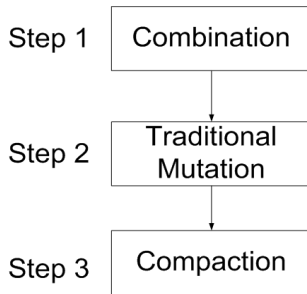 Step 1
Combination
Step 2
Traditional
Mutation
Step 3
Compaction